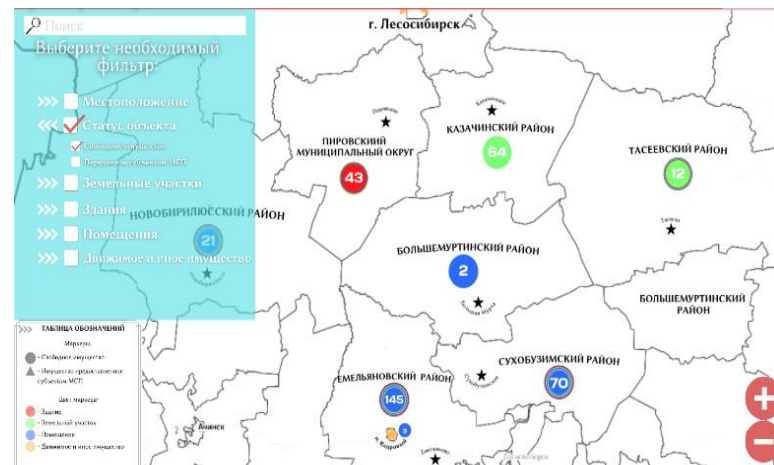 г. Лесосибирск
Поиск
Выберите необходимый
фильтр:
Местоположение
Статус объекта
Свободное имущество
Переданное субъектам МСП
Земельные участки
Здания
Помещения
Движимое и иное имущество
НОВОБИРИЛЮССКИЙ РАЙОН
21
Пировское
ПИРОВСКИИЙ
МУНИЦИПАЛЬНЫЙ ОКРУГ
43
Казачинское
КАЗАЧИНСКИЙ РАЙОН
64
ТАСЕЕВСКИЙ РАЙОН
12
БОЛЬШЕМУРТИНСКИЙ РАЙОН
2
Большая Мурта
БОЛЬШЕМУРТИНСКИЙ
РАЙОН
СУХОБУЗИМСКИЙ РАЙОН
70
ЕМЕЛЬЯНОВСКИЙ РАЙОН
145
3
п. Кедровый
Ачинск
ТАБЛИЦА ОБОЗНАЧЕНИЙ
Маркеры:
- Свободное имущество
- Имущество предоставленное
субъектам МСП
Цвет маркера
- Здание
- Земельный участок
- Помещение
- Движимое и иное имущество